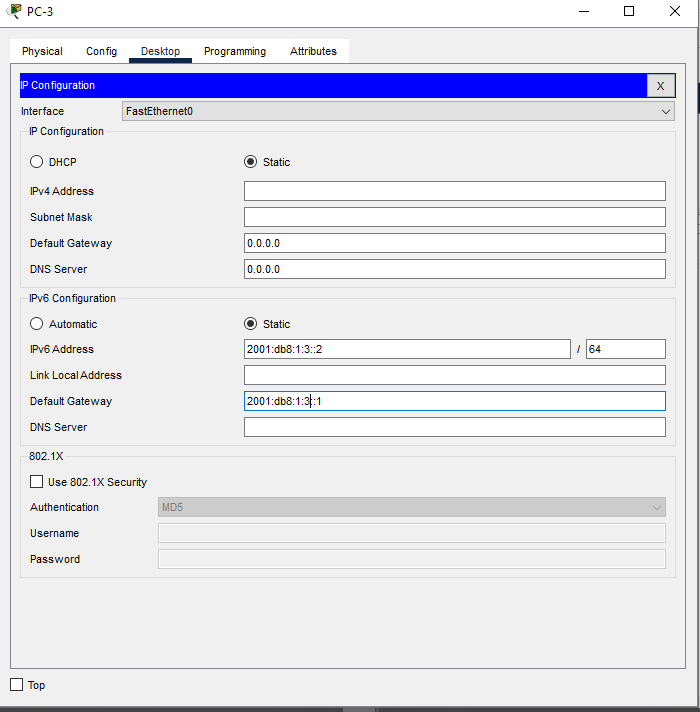 PC-3
Physical Config Desktop Programming Attributes
IP Configuration X
Interface FastEthernet0
IP Configuration
DHCP Static
IPv4 Address
Subnet Mask
Default Gateway 0.0.0.0
DNS Server 0.0.0.0
IPv6 Configuration
Automatic Static
IPv6 Address 2001:db8:1:3::2 / 64
Link Local Address
Default Gateway 2001:db8:1:3::1
DNS Server
802.1X
Use 802.1X Security
Authentication MD5
Username
Password
Top